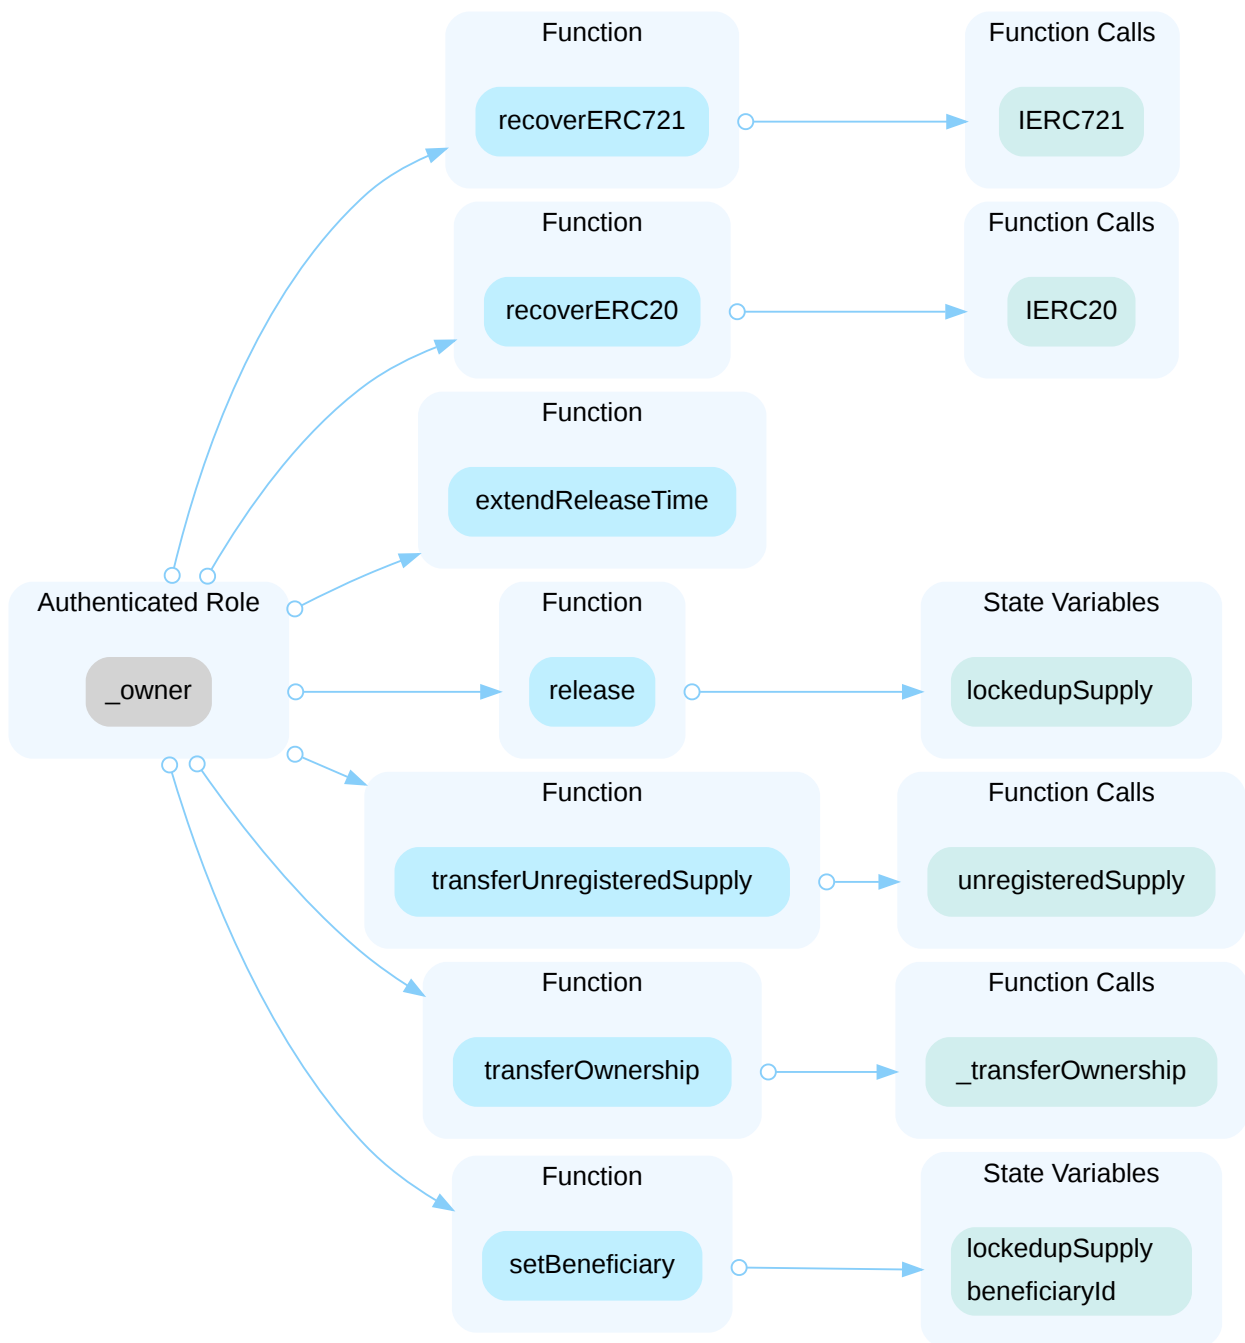 Function
Function Calls
recoverERC721
IERC721
Function
Function Calls
recoverERC20
IERC20
Function
extendReleaseTime
Authenticated Role
Function
State Variables
_owner
release
lockedupSupply
Function
Function Calls
transferUnregisteredSupply
unregisteredSupply
Function
Function Calls
transferOwnership
_transferOwnership
Function
State Variables
setBeneficiary
lockedupSupply
beneficiaryId